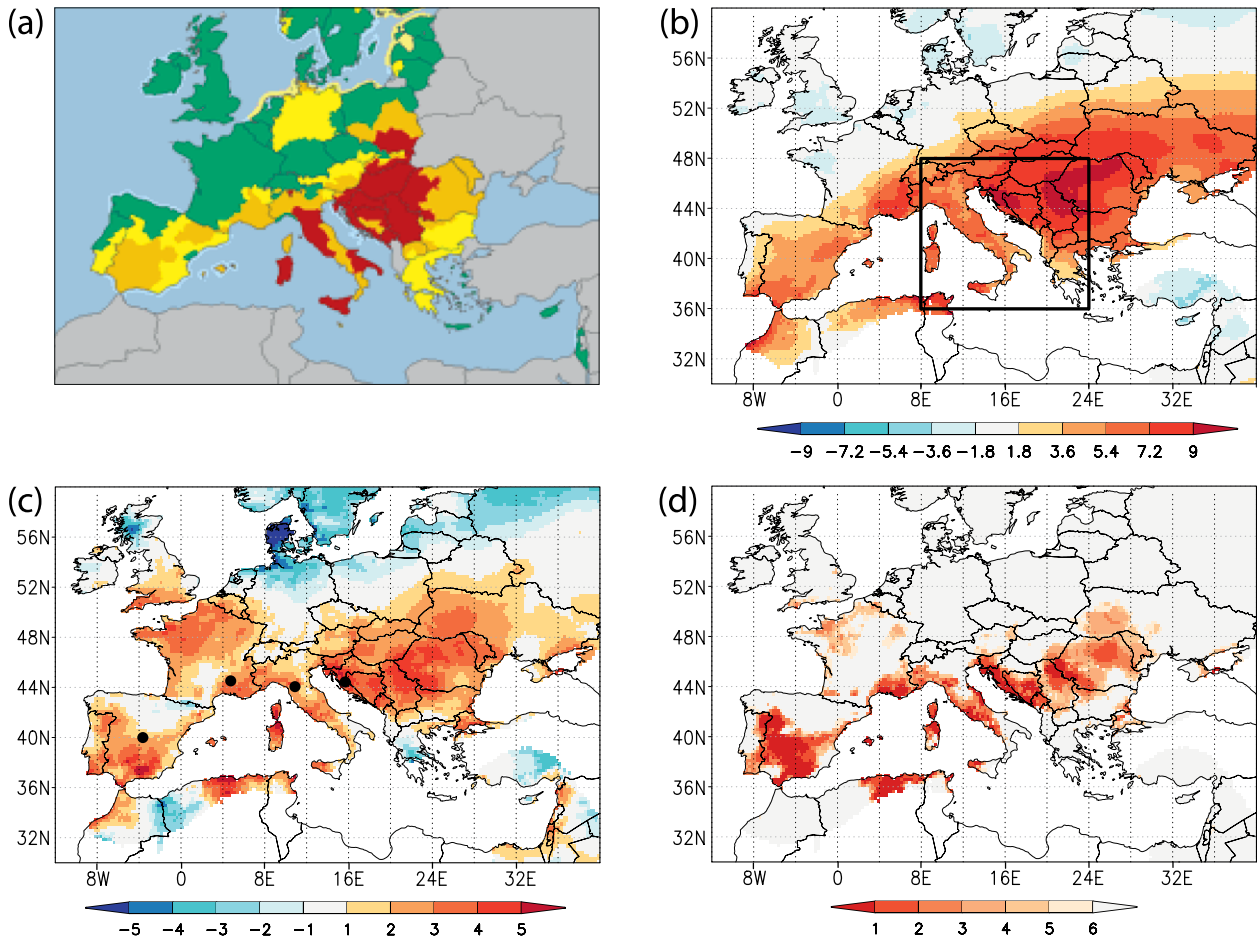 (a)
(b)
56N
52N
48N
44N
40N
36N
32N
8W 0 8E 16E 24E 32E
−9 −7.2 −5.4 −3.6 −1.8 1.8 3.6 5.4 7.2 9
(c)
56N
52N
48N
44N
40N
36N
32N
8W 0 8E 16E 24E 32E
−5 −4 −3 −2 −1 1 2 3 4 5
(d)
56N
52N
48N
44N
40N
36N
32N
8W 0 8E 16E 24E 32E
1 2 3 4 5 6